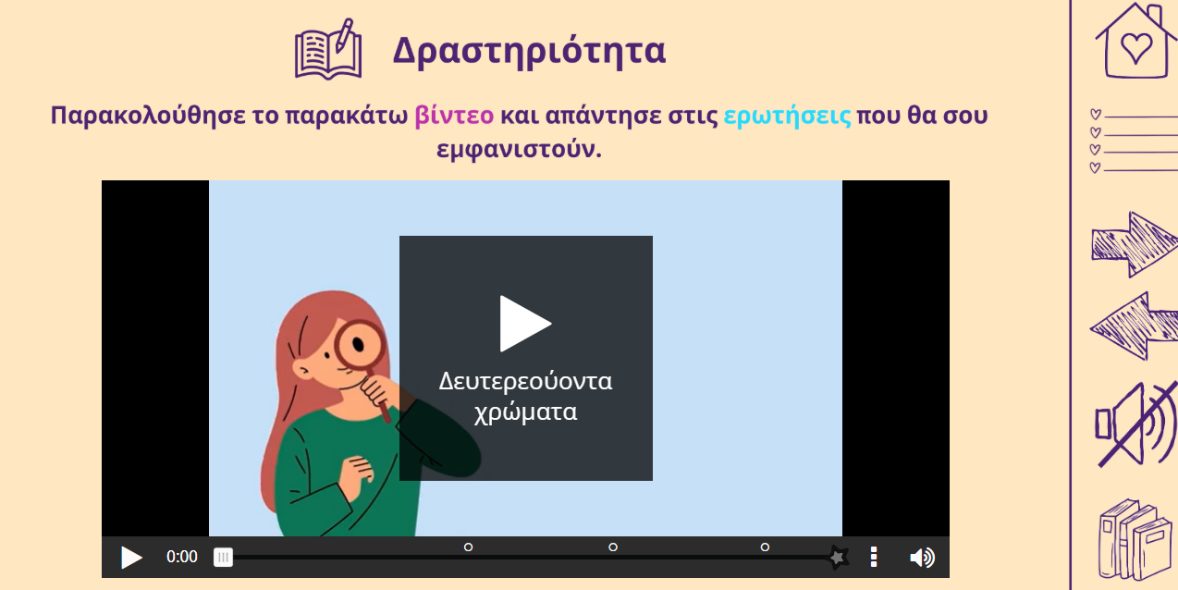 Δραστηριότητα
Παρακολούθησε το παρακάτω βίντεο και απάντησε στις ερωτήσεις που θα σου
εμφανιστούν.
Δευτερεούοντα
χρώματα
0:00